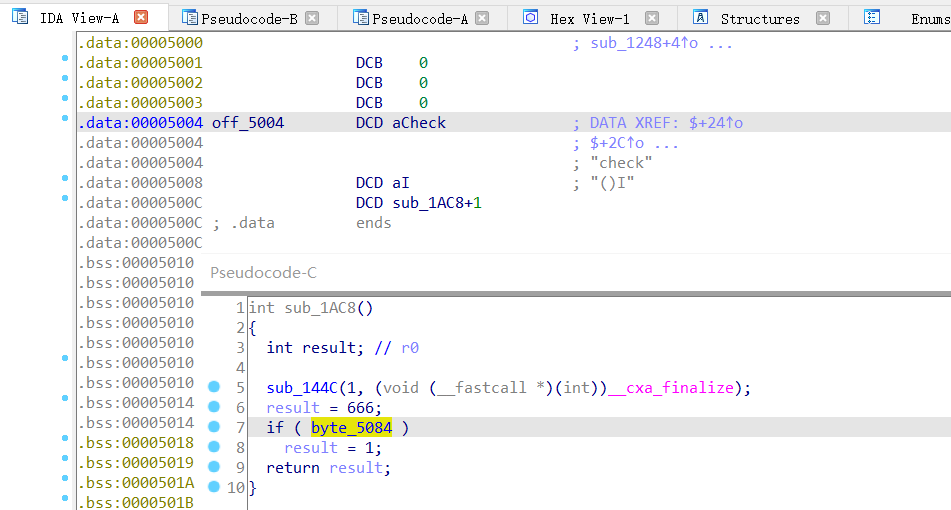 IDA View-A Pseudocode-B Pseudocode-A Hex View-1 Structures Enums
.data:00005000 ; sub_1248+4↑o ...
.data:00005001 DCB 0
.data:00005002 DCB 0
.data:00005003 DCB 0
.data:00005004 off_5004 DCD aCheck ; DATA XREF: $+24↑o
.data:00005004 ; $+2C↑o ...
.data:00005004 ; "check"
.data:00005008 DCD aI ; "()I"
.data:0000500C DCD sub_1AC8+1
.data:0000500C ; .data ends
.data:0000500C
.bss:00005010
.bss:00005010
.bss:00005010
.bss:00005010
.bss:00005010
.bss:00005010
.bss:00005014
.bss:00005014
.bss:00005018
.bss:00005019
.bss:0000501A
.bss:0000501B
Pseudocode-C
1 int sub_1AC8()
2 {
3 int result; // r0
4
5 sub_144C(1, (void (__fastcall *)(int))__cxa_finalize);
6 result = 666;
7 if ( byte_5084 )
8 result = 1;
9 return result;
10 }